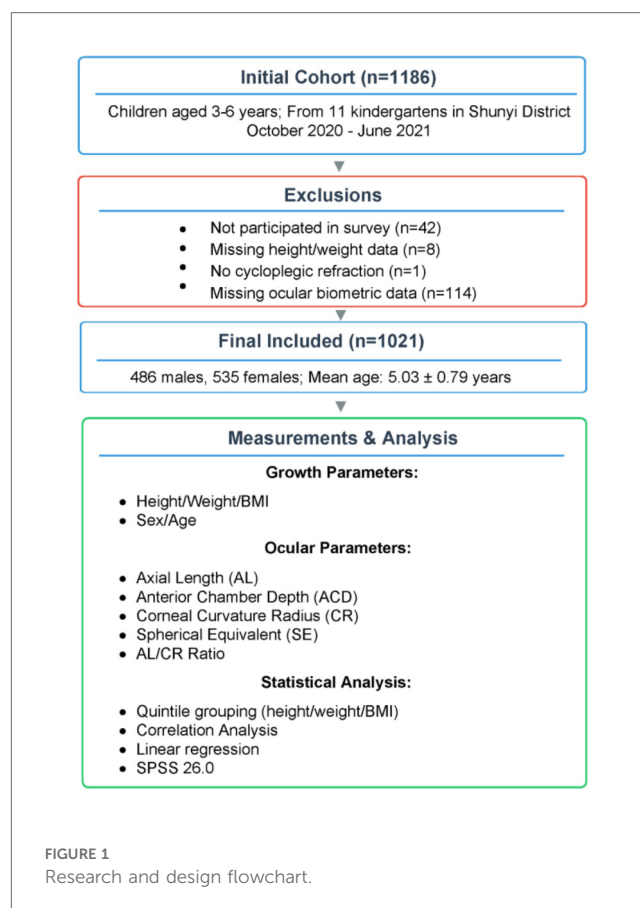 Initial Cohort (n=1186)
Children aged 3-6 years; From 11 kindergartens in Shunyi District
October 2020 - June 2021
Exclusions
• Not participated in survey (n=42)
• Missing height/weight data (n=8)
• No cycloplegic refraction (n=1)
• Missing ocular biometric data (n=114)
Final Included (n=1021)
486 males, 535 females; Mean age: 5.03 ± 0.79 years
Measurements & Analysis
Growth Parameters:
• Height/Weight/BMI
• Sex/Age
Ocular Parameters:
• Axial Length (AL)
• Anterior Chamber Depth (ACD)
• Corneal Curvature Radius (CR)
• Spherical Equivalent (SE)
• AL/CR Ratio
Statistical Analysis:
• Quintile grouping (height/weight/BMI)
• Correlation Analysis
• Linear regression
• SPSS 26.0
FIGURE 1
Research and design flowchart.